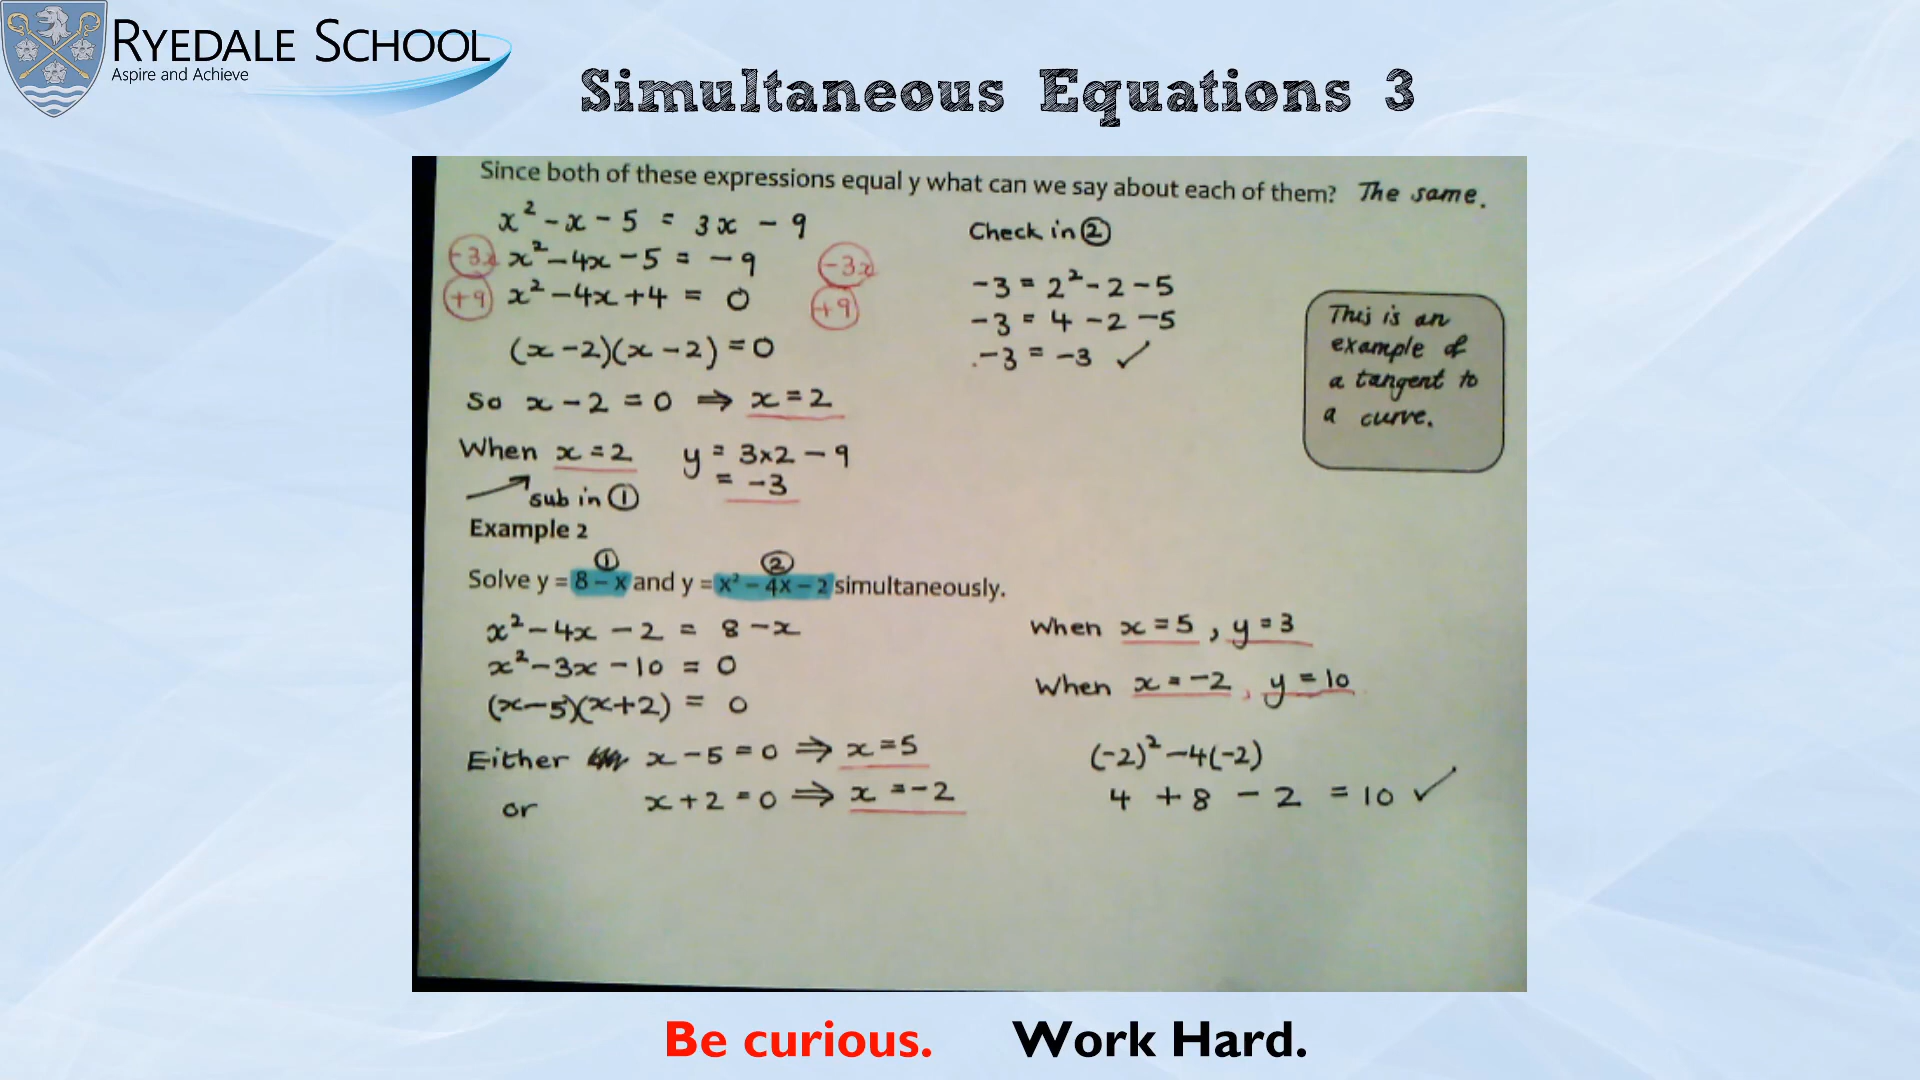 RYEDALE SCHOOL
Aspire and Achieve
Simultaneous Equations 3
Since both of these expressions equal y what can we say about each of them? The same.
x² - x - 5 = 3x - 9
-3x x² - 4x - 5 = -9 -3x
+9 x² - 4x + 4 = 0 +9
(x - 2)(x - 2) = 0
So x - 2 = 0 ⇒ x = 2
When x = 2 y = 3x2 - 9
= -3
sub in ①
Check in ②
-3 = 2² - 2 - 5
-3 = 4 - 2 - 5
-3 = -3 ✓
This is an
example of
a tangent to
a curve.
Example 2
① ②
Solve y = 8 – x and y = x² – 4x – 2 simultaneously.
x² - 4x - 2 = 8 - x
x² - 3x - 10 = 0
(x - 5)(x + 2) = 0
Either x - 5 = 0 ⇒ x = 5
or x + 2 = 0 ⇒ x = -2
When x = 5, y = 3
When x = -2, y = 10
(-2)² - 4(-2)
4 + 8 - 2 = 10 ✓
Be curious. Work Hard.